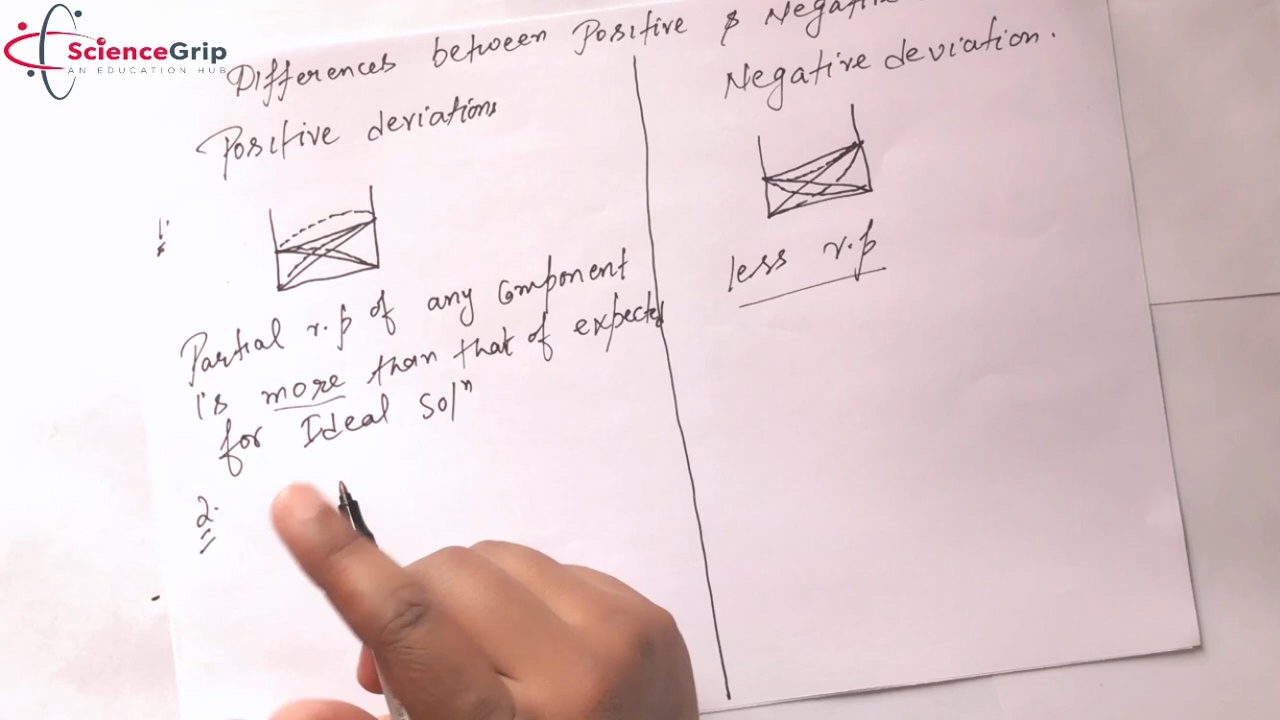 ScienceGrip
AN EDUCATION HUB
Differences between Positive & Negative
Positive deviations
1.
Partial v.p of any component
is more than that of expected
for Ideal Solⁿ
2.
Negative deviation.
less v.p